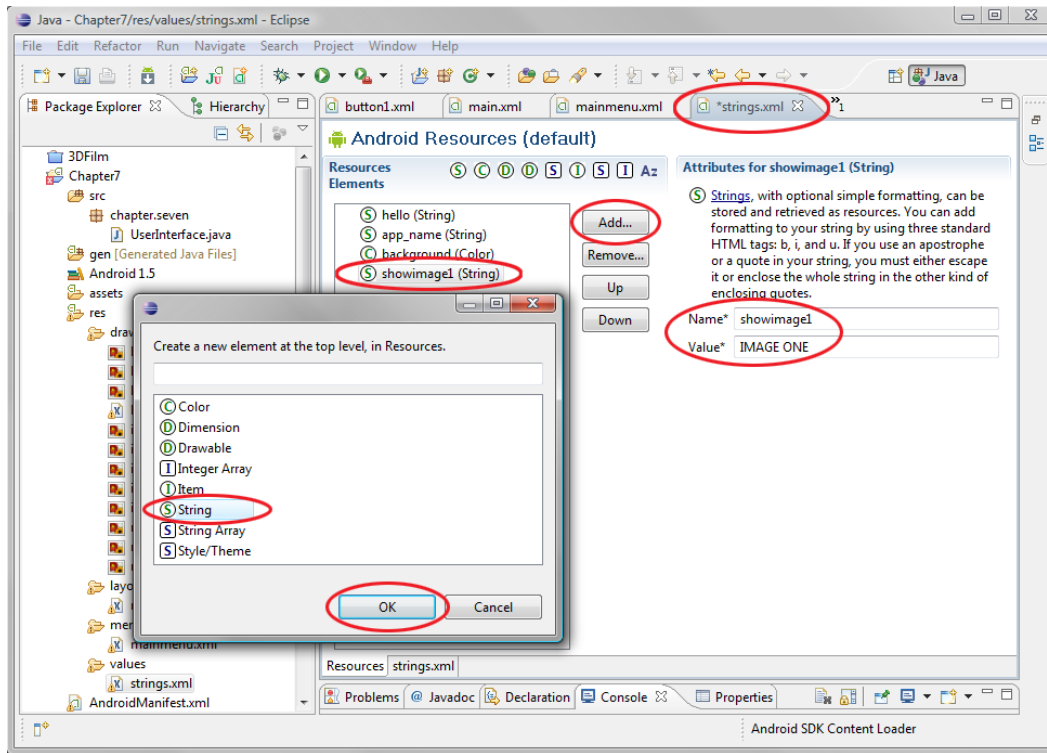 Java - Chapter7/res/values/strings.xml - Eclipse
File Edit Refactor Run Navigate Search Project Window Help
Java
Package Explorer Hierarchy
button1.xml main.xml mainmenu.xml *strings.xml »1
3DFilm
Chapter7
src
chapter.seven
UserInterface.java
gen [Generated Java Files]
Android 1.5
assets
res
layo
mainmenu.xml
values
strings.xml
AndroidManifest.xml
Android Resources (default)
Resources Elements
S C D D S I S I Az
S hello (String)
S app_name (String)
C background (Color)
S showimage1 (String)
Add...
Remove...
Up
Down
Attributes for showimage1 (String)
S Strings, with optional simple formatting, can be
stored and retrieved as resources. You can add
formatting to your string by using three standard
HTML tags: b, i, and u. If you use an apostrophe
or a quote in your string, you must either escape
it or enclose the whole string in the other kind of
enclosing quotes.
Name* showimage1
Value* IMAGE ONE
Create a new element at the top level, in Resources.
C Color
D Dimension
D Drawable
I Integer Array
I Item
S String
S String Array
S Style/Theme
OK Cancel
Resources strings.xml
Problems @ Javadoc Declaration Console Properties
Android SDK Content Loader